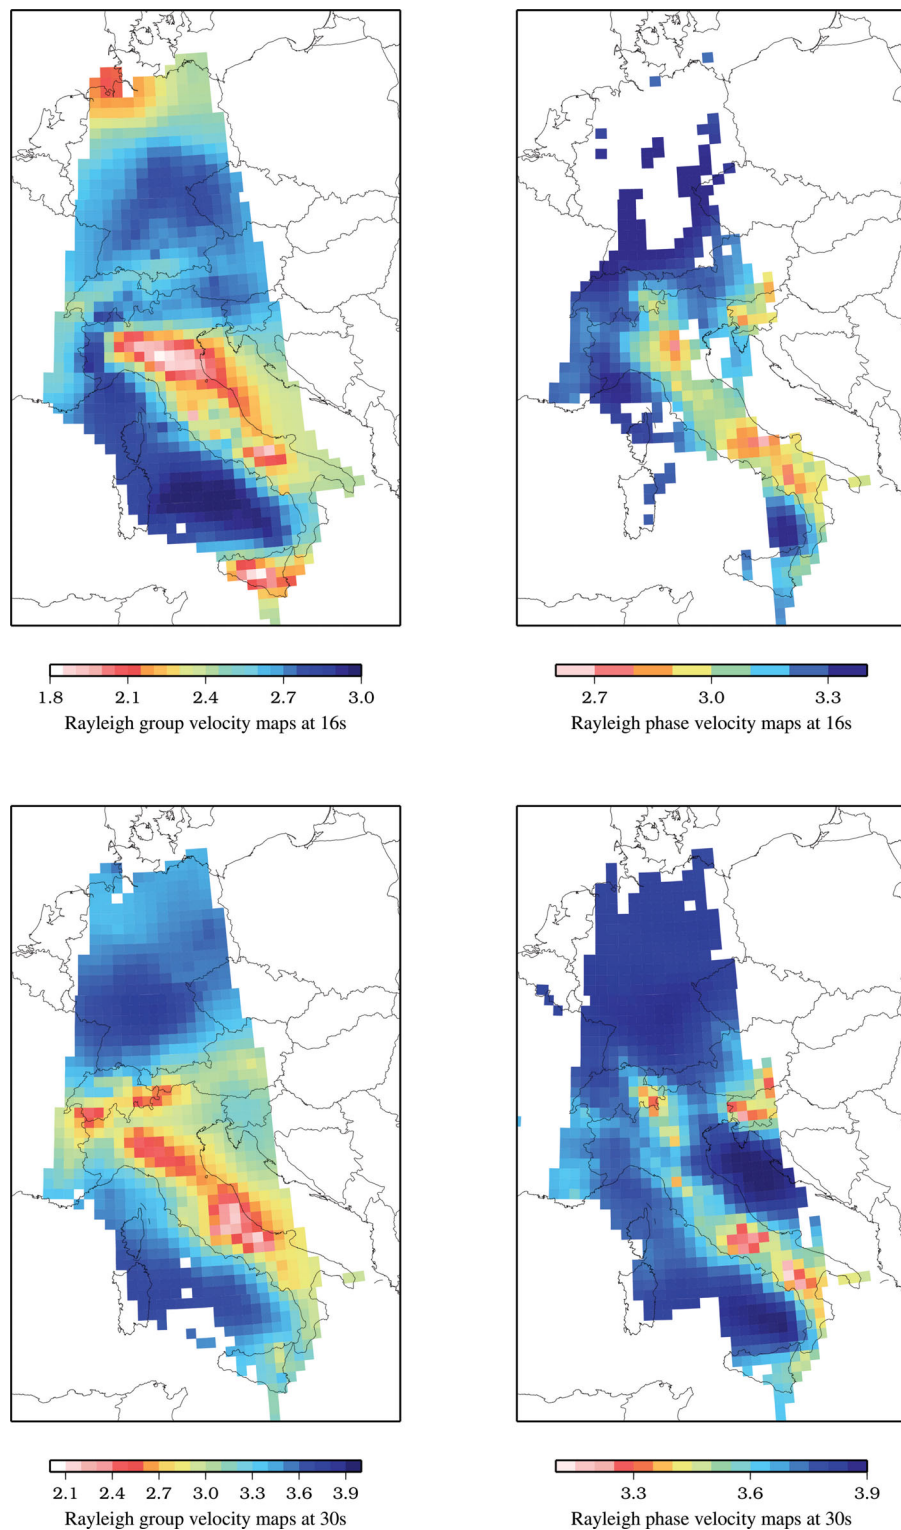 1.8 2.1 2.4 2.7 3.0
Rayleigh group velocity maps at 16s
2.7 3.0 3.3
Rayleigh phase velocity maps at 16s
2.1 2.4 2.7 3.0 3.3 3.6 3.9
Rayleigh group velocity maps at 30s
3.3 3.6 3.9
Rayleigh phase velocity maps at 30s